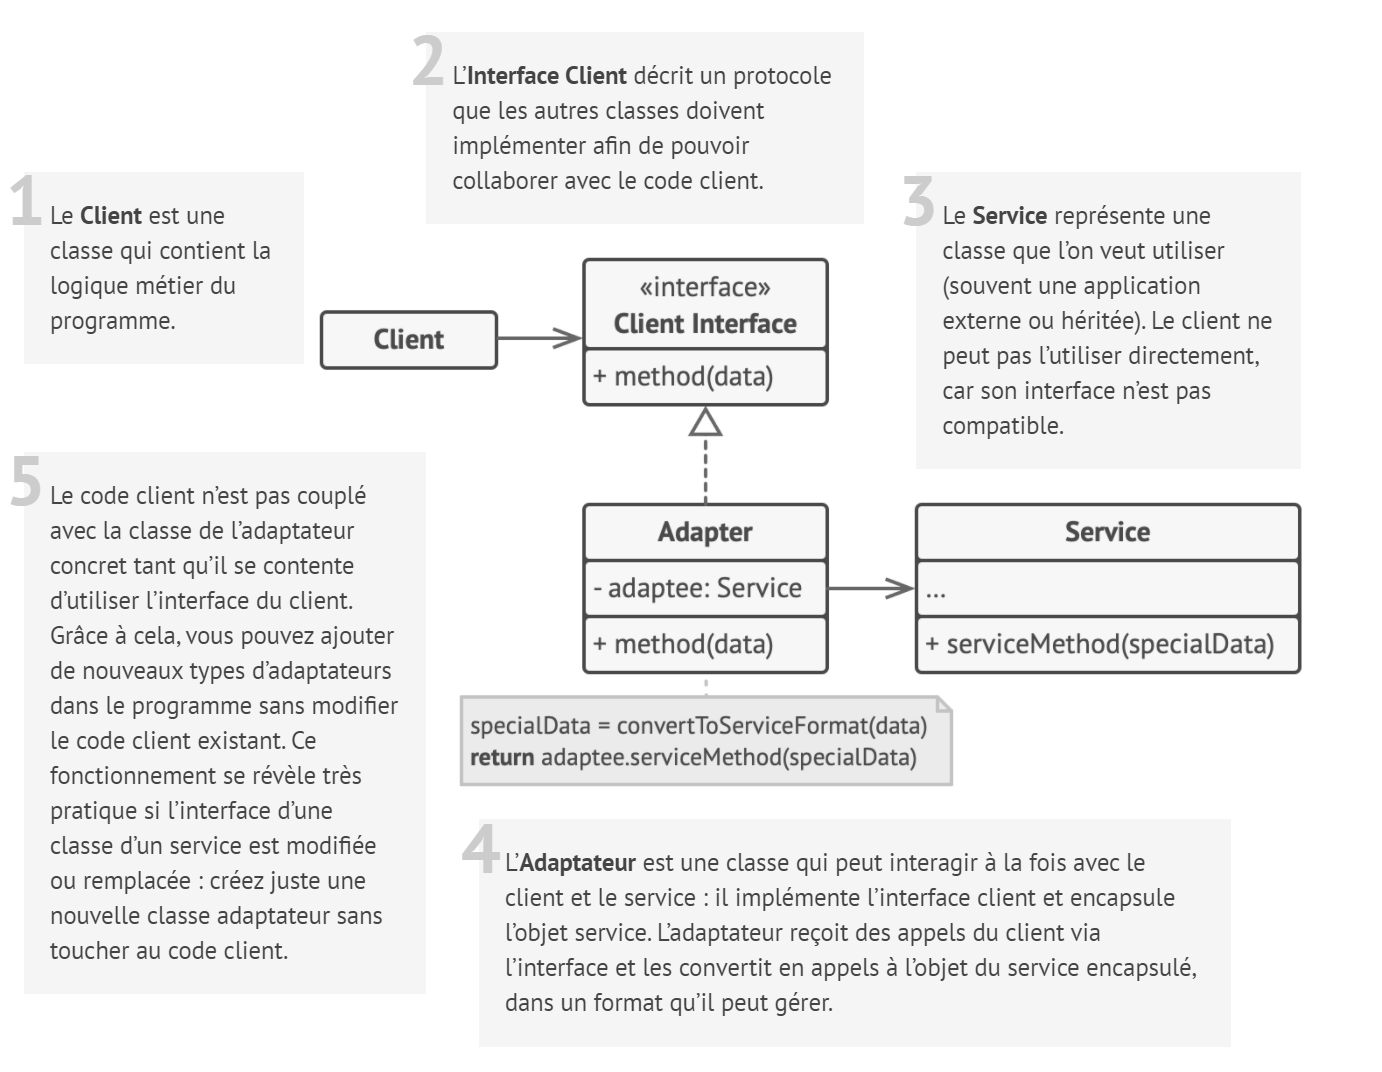 1
Le Client est une
classe qui contient la
logique métier du
programme.
2
L’Interface Client décrit un protocole
que les autres classes doivent
implémenter afin de pouvoir
collaborer avec le code client.
3
Le Service représente une
classe que l’on veut utiliser
(souvent une application
externe ou héritée). Le client ne
peut pas l’utiliser directement,
car son interface n’est pas
compatible.
Client
«interface»
Client Interface
+ method(data)
Adapter
- adaptee: Service
+ method(data)
Service
...
+ serviceMethod(specialData)
specialData = convertToServiceFormat(data)
return adaptee.serviceMethod(specialData)
4
L’Adaptateur est une classe qui peut interagir à la fois avec le
client et le service : il implémente l’interface client et encapsule
l’objet service. L’adaptateur reçoit des appels du client via
l’interface et les convertit en appels à l’objet du service encapsulé,
dans un format qu’il peut gérer.
5
Le code client n’est pas couplé
avec la classe de l’adaptateur
concret tant qu’il se contente
d’utiliser l’interface du client.
Grâce à cela, vous pouvez ajouter
de nouveaux types d’adaptateurs
dans le programme sans modifier
le code client existant. Ce
fonctionnement se révèle très
pratique si l’interface d’une
classe d’un service est modifiée
ou remplacée : créez juste une
nouvelle classe adaptateur sans
toucher au code client.